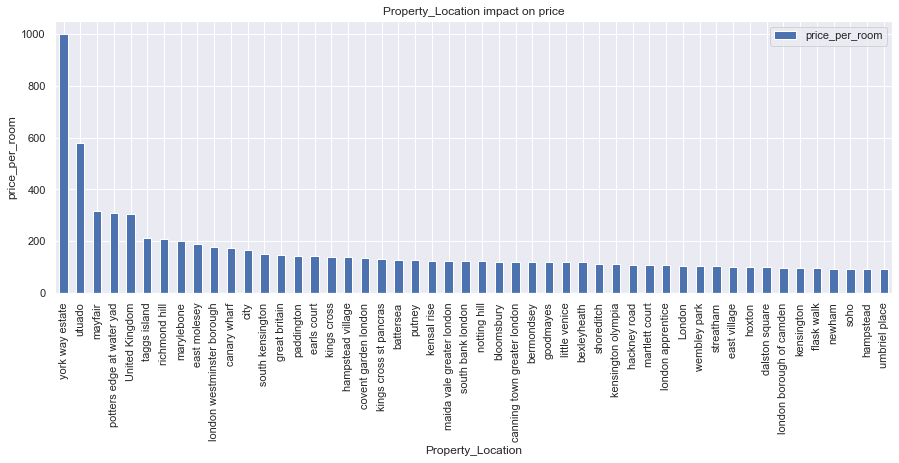 Property_Location impact on price
price_per_room
price_per_room
1000
800
600
400
200
0
york way estate
utuado
mayfair
potters edge at water yad
United Kingdom
taggs island
richmond hill
marylebone
east molesey
london westminster borough
canary wharf
city
south kensington
great britain
paddington
earls court
kings cross
hampstead village
covent garden london
kings cross st pancras
battersea
putney
kensal rise
maida vale greater london
south bank london
notting hill
bloomsbury
canning town greater london
bermondsey
goodmayes
little venice
bexleyheath
shoreditch
kensington olympia
hackney road
martlett court
london apprentice
London
wembley park
streatham
east village
hoxton
dalston square
london borough of camden
kensington
flask walk
newham
soho
hampstead
umbriel place
Property_Location